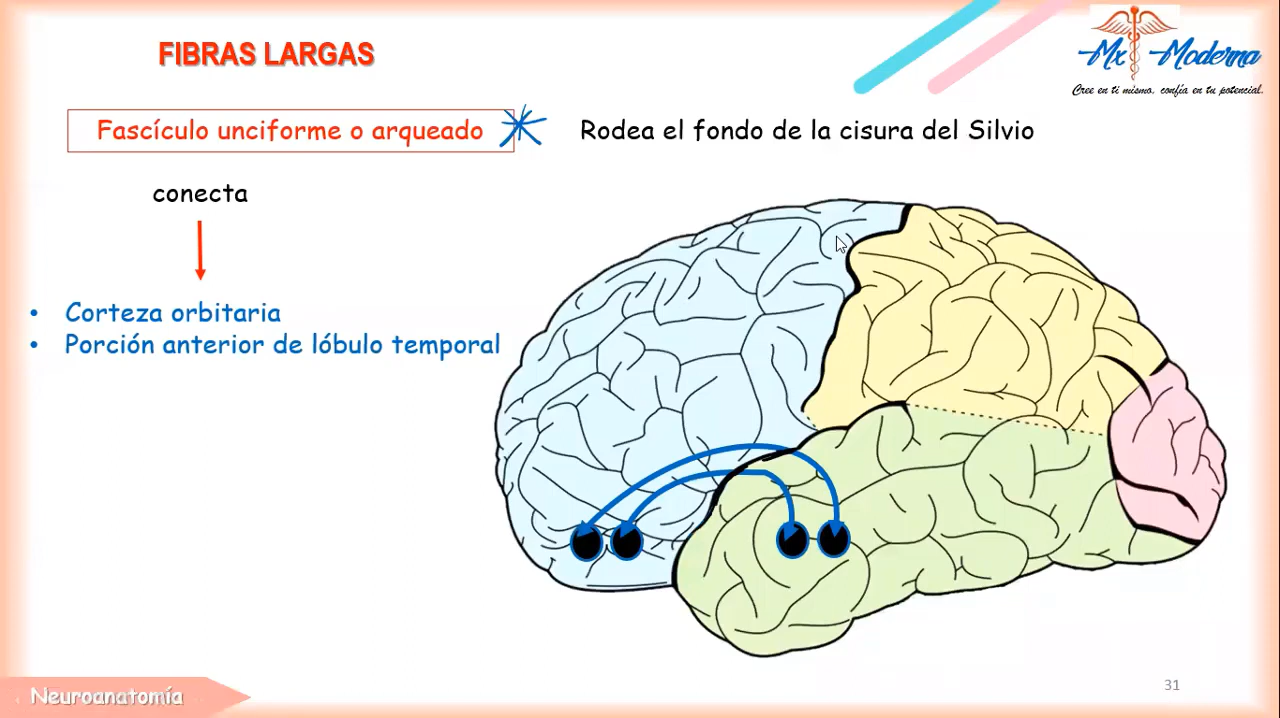 FIBRAS LARGAS
Mx Moderna
Cree en ti mismo, confía en tu potencial.
Fascículo unciforme o arqueado
Rodea el fondo de la cisura del Silvio
conecta
• Corteza orbitaria
• Porción anterior de lóbulo temporal
Neuroanatomía
31